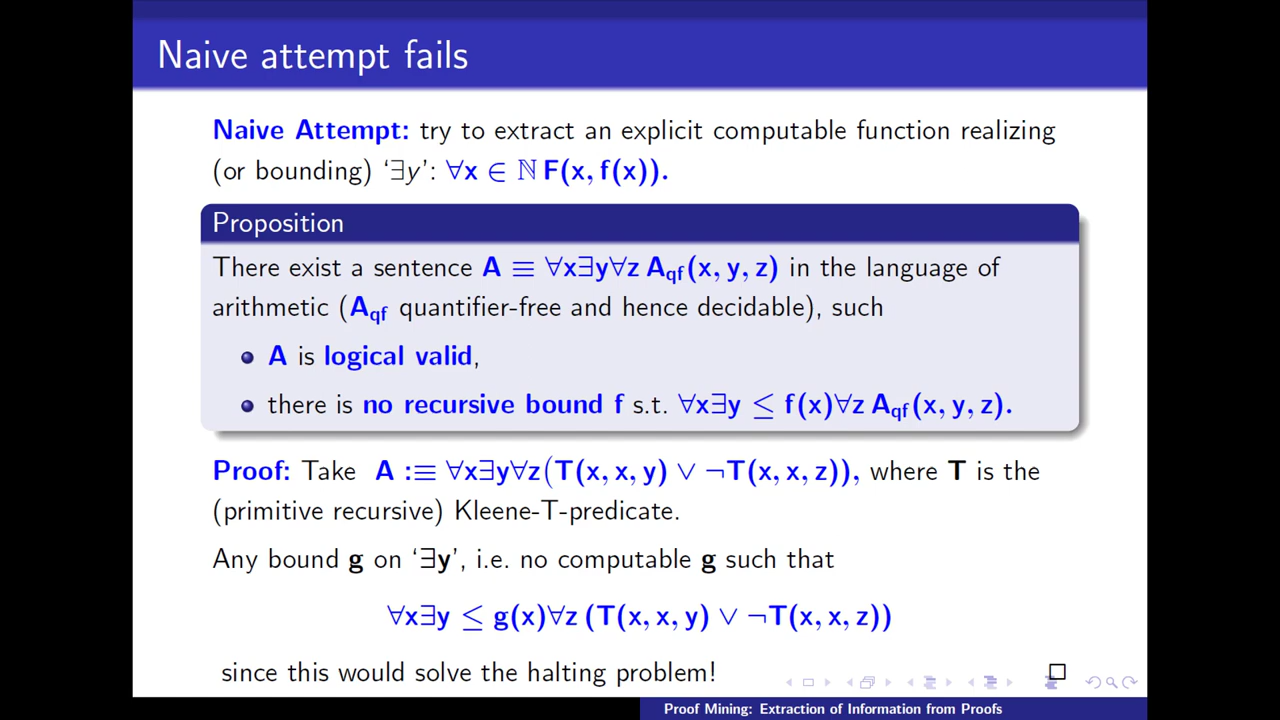 Naive attempt fails
Naive Attempt: try to extract an explicit computable function realizing
(or bounding) ‘∃y’: ∀x ∈ ℕ F(x, f(x)).
Proposition
There exist a sentence A ≡ ∀x∃y∀z A_qf(x, y, z) in the language of
arithmetic (A_qf quantifier-free and hence decidable), such
A is logical valid,
there is no recursive bound f s.t. ∀x∃y ≤ f(x)∀z A_qf(x, y, z).
Proof: Take A :≡ ∀x∃y∀z(T(x, x, y) ∨ ¬T(x, x, z)), where T is the
(primitive recursive) Kleene-T-predicate.
Any bound g on ‘∃y’, i.e. no computable g such that
∀x∃y ≤ g(x)∀z (T(x, x, y) ∨ ¬T(x, x, z))
since this would solve the halting problem!
Proof Mining: Extraction of Information from Proofs